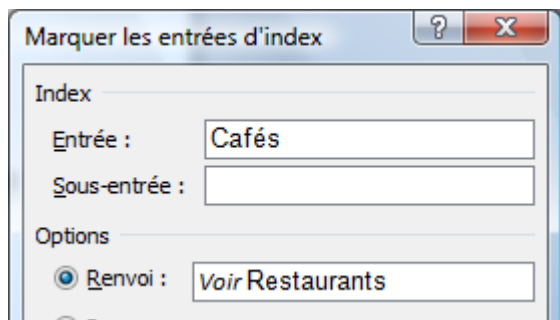 Marquer les entrées d'index
Index
Entrée : Cafés
Sous-entrée :
Options
Renvoi : Voir Restaurants